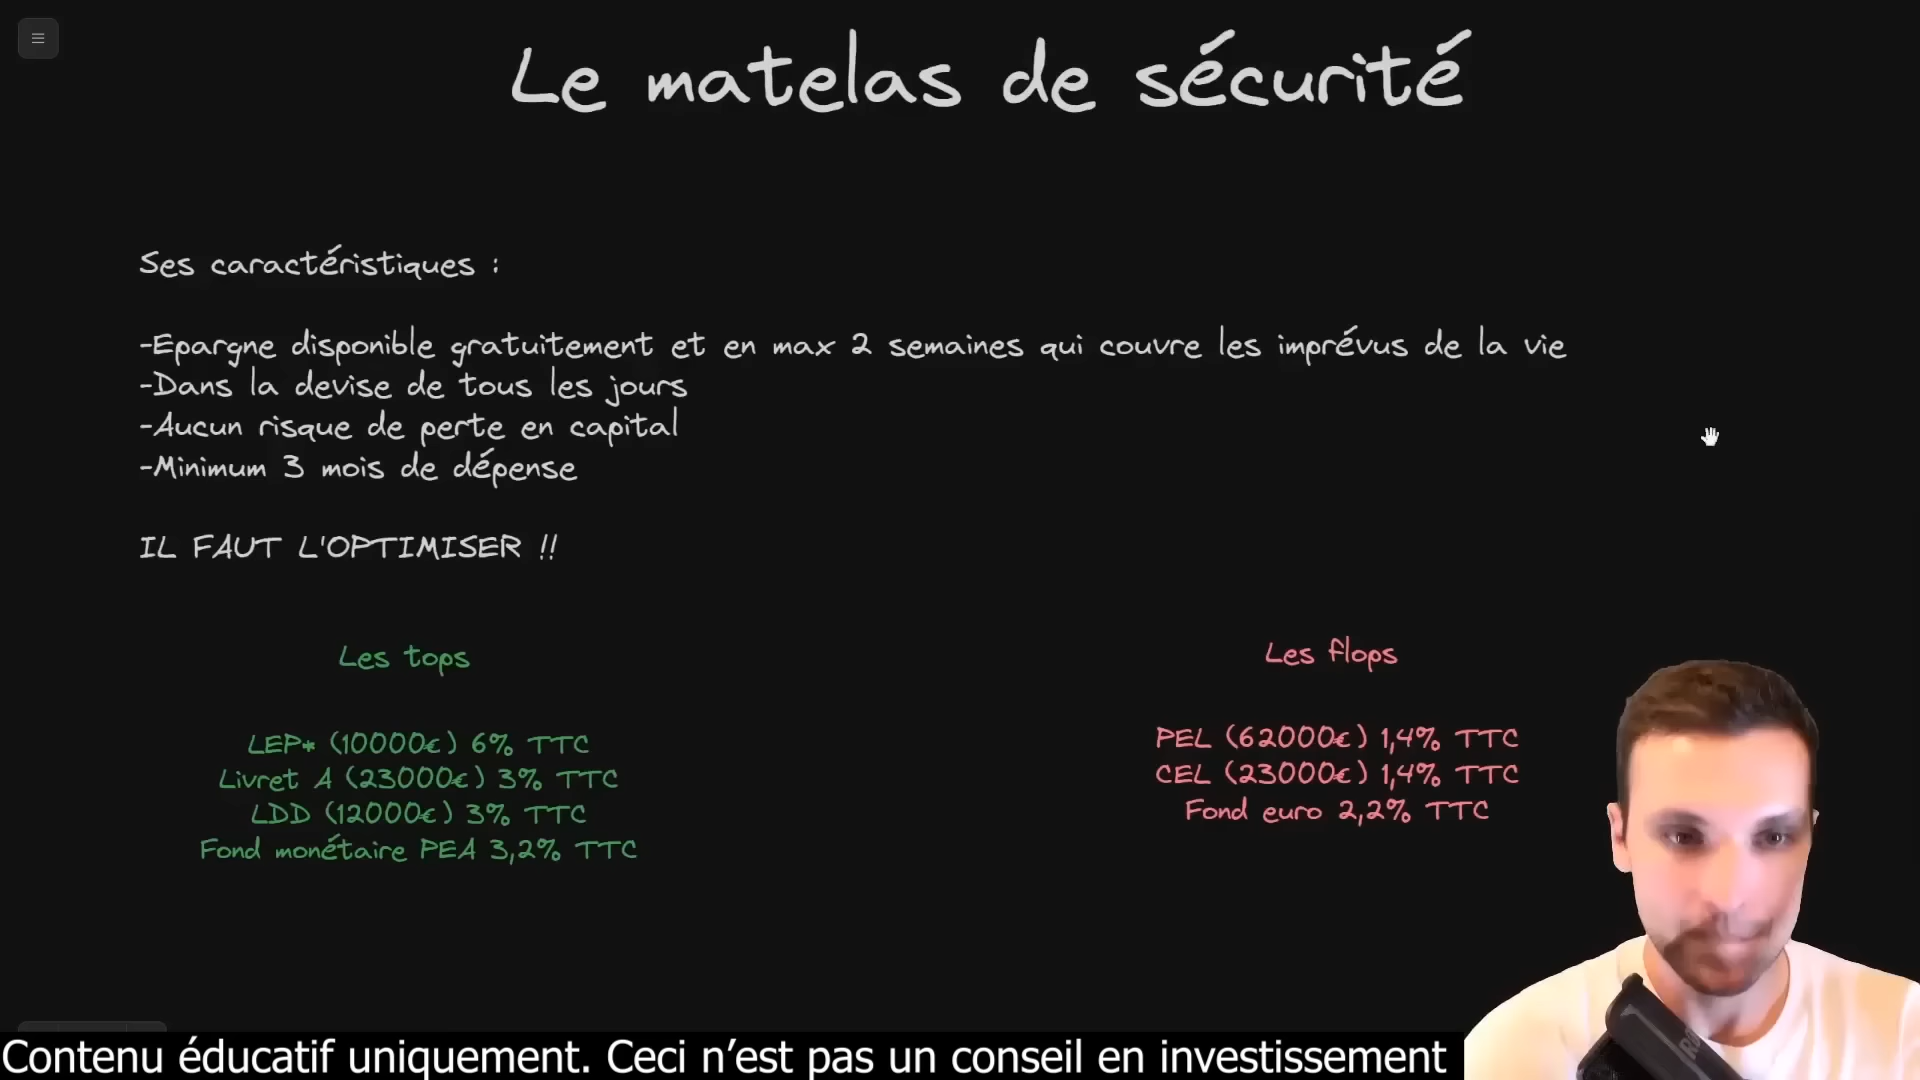 Le matelas de sécurité
Ses caractéristiques :
-Epargne disponible gratuitement et en max 2 semaines qui couvre les imprévus de la vie
-Dans la devise de tous les jours
-Aucun risque de perte en capital
-Minimum 3 mois de dépense
IL FAUT L'OPTIMISER !!
Les tops
LEP* (10000€) 6% TTC
Livret A (23000€) 3% TTC
LDD (12000€) 3% TTC
Fond monétaire PEA 3,2% TTC
Les flops
PEL (62000€) 1,4% TTC
CEL (23000€) 1,4% TTC
Fond euro 2,2% TTC
Contenu éducatif uniquement. Ceci n’est pas un conseil en investissement